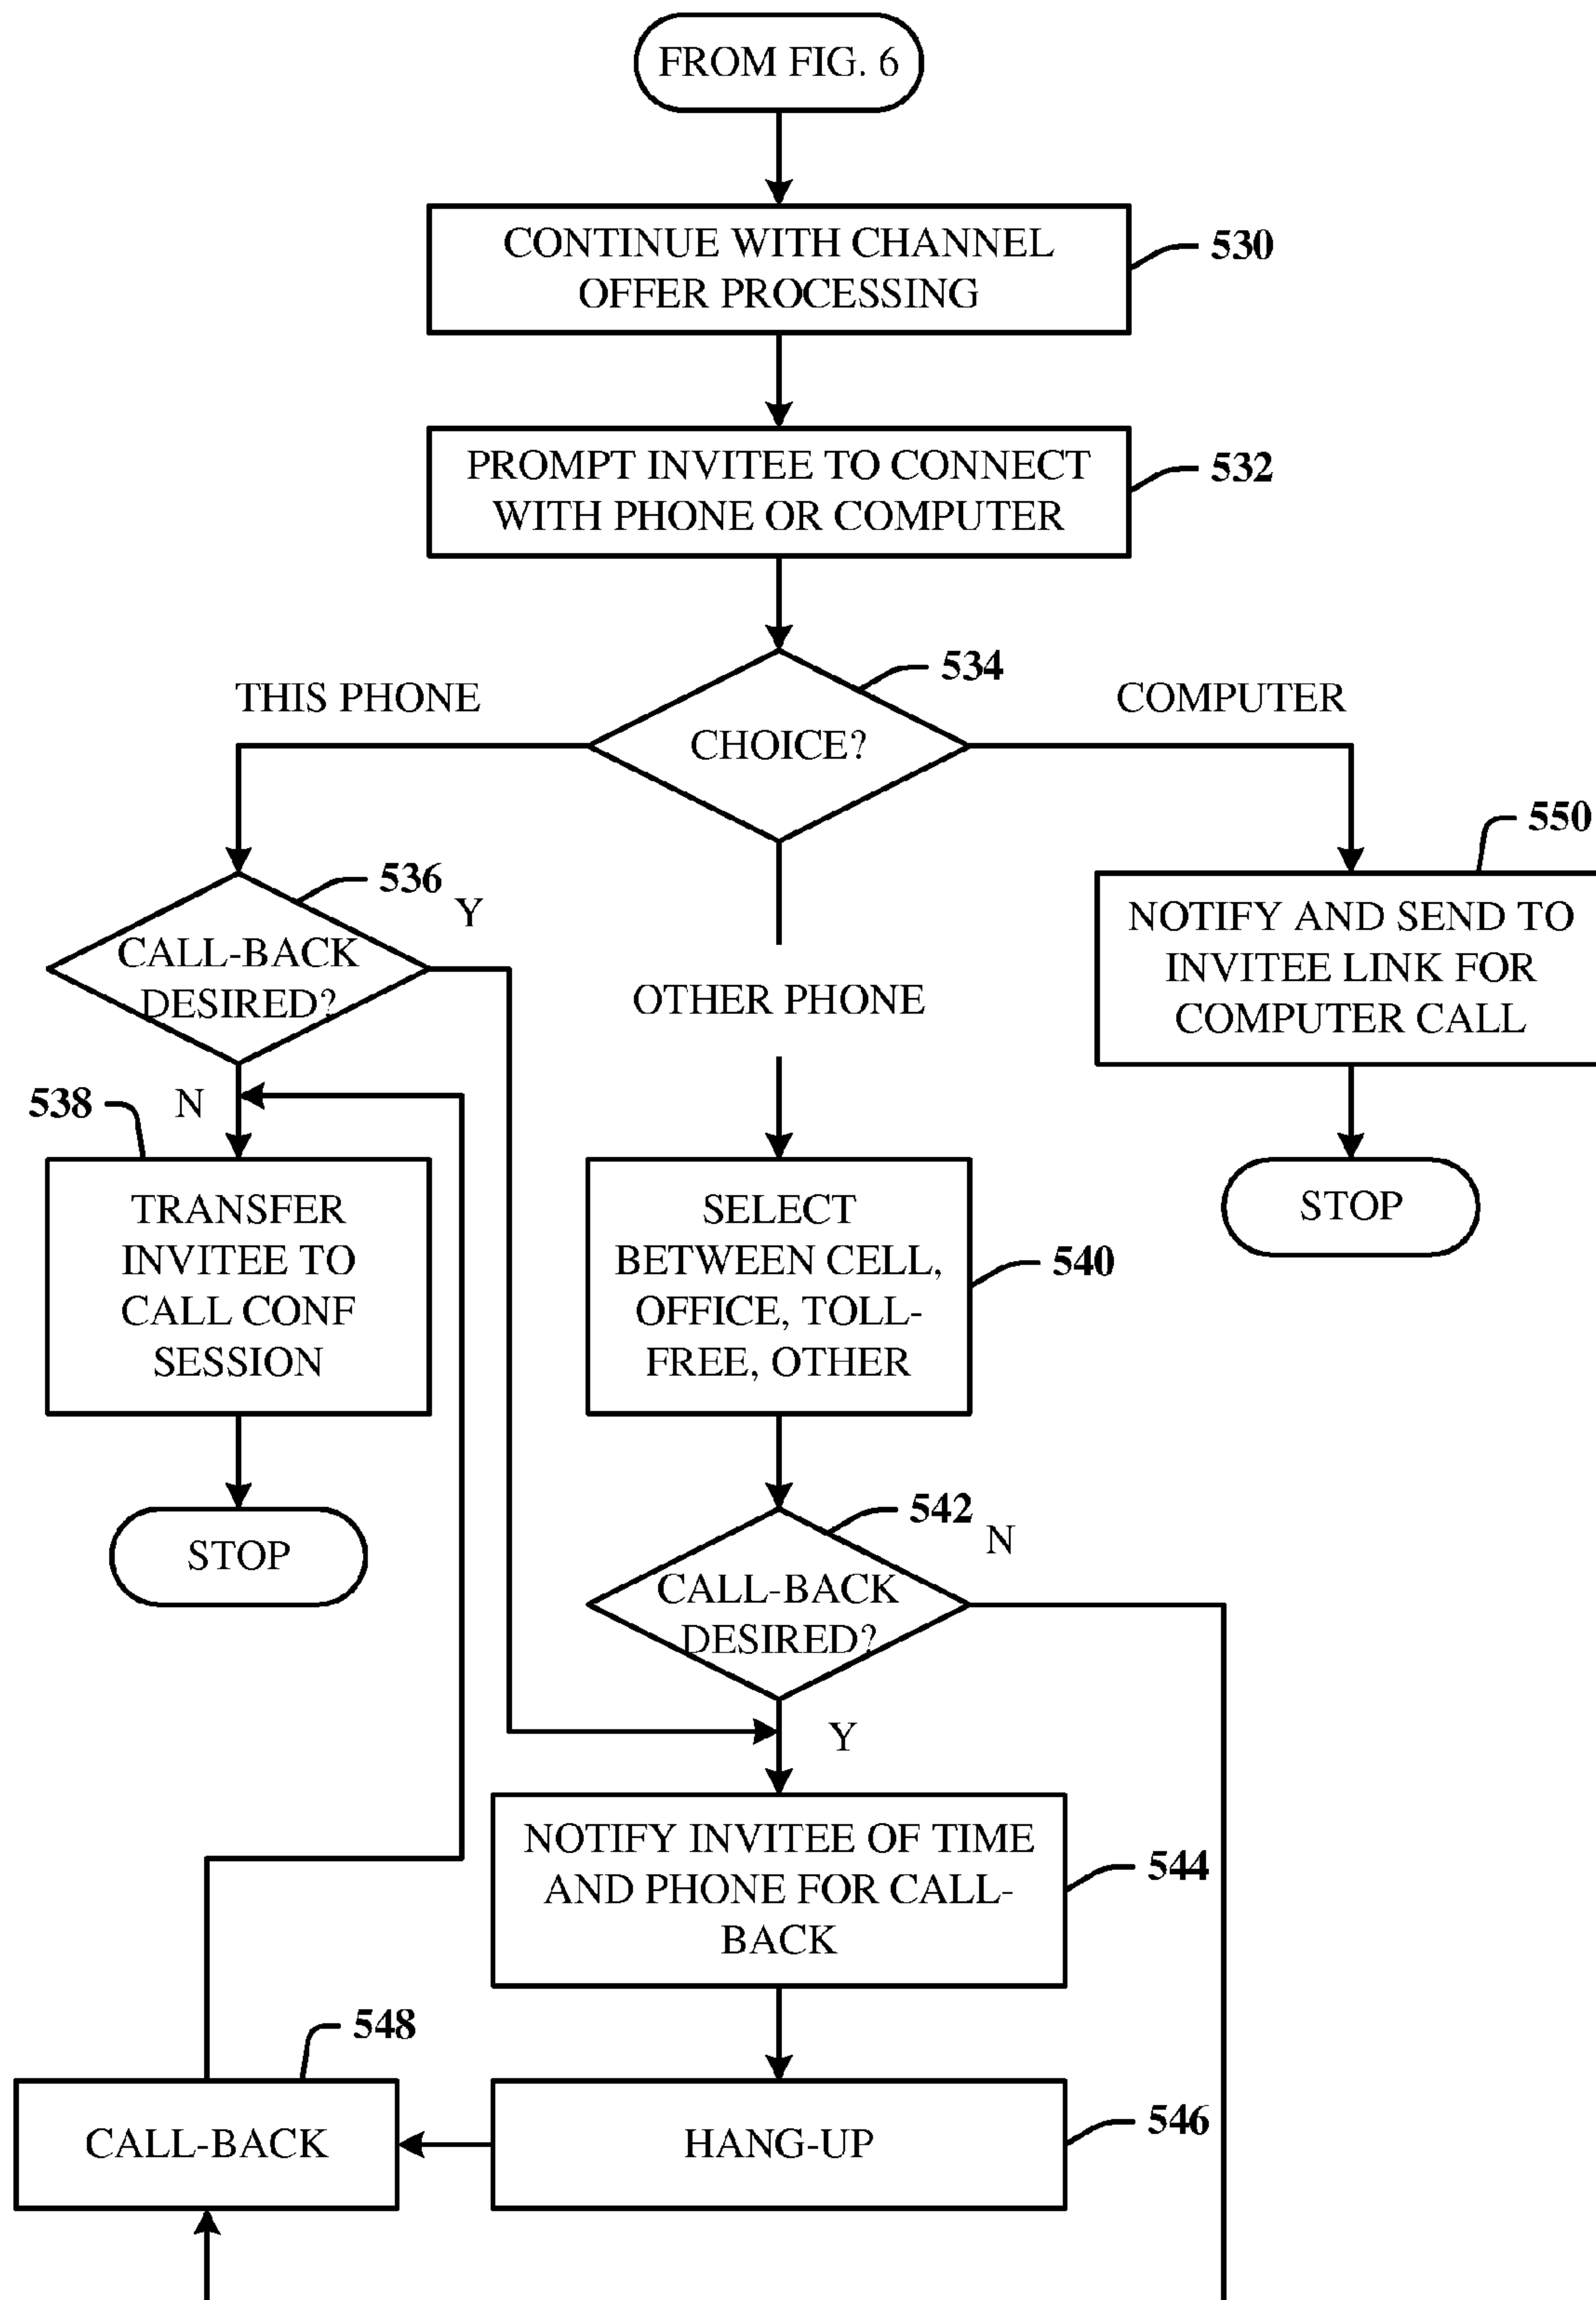 FROM FIG. 6
CONTINUE WITH CHANNEL
OFFER PROCESSING
530
PROMPT INVITEE TO CONNECT
WITH PHONE OR COMPUTER
532
534
THIS PHONE
COMPUTER
CHOICE?
550
536
Y
CALL-BACK
DESIRED?
NOTIFY AND SEND TO
INVITEE LINK FOR
COMPUTER CALL
OTHER PHONE
538
N
TRANSFER
INVITEE TO
CALL CONF
SESSION
SELECT
BETWEEN CELL,
OFFICE, TOLL-
FREE, OTHER
540
STOP
542
N
STOP
CALL-BACK
DESIRED?
Y
NOTIFY INVITEE OF TIME
AND PHONE FOR CALL-
BACK
544
548
CALL-BACK
HANG-UP
546